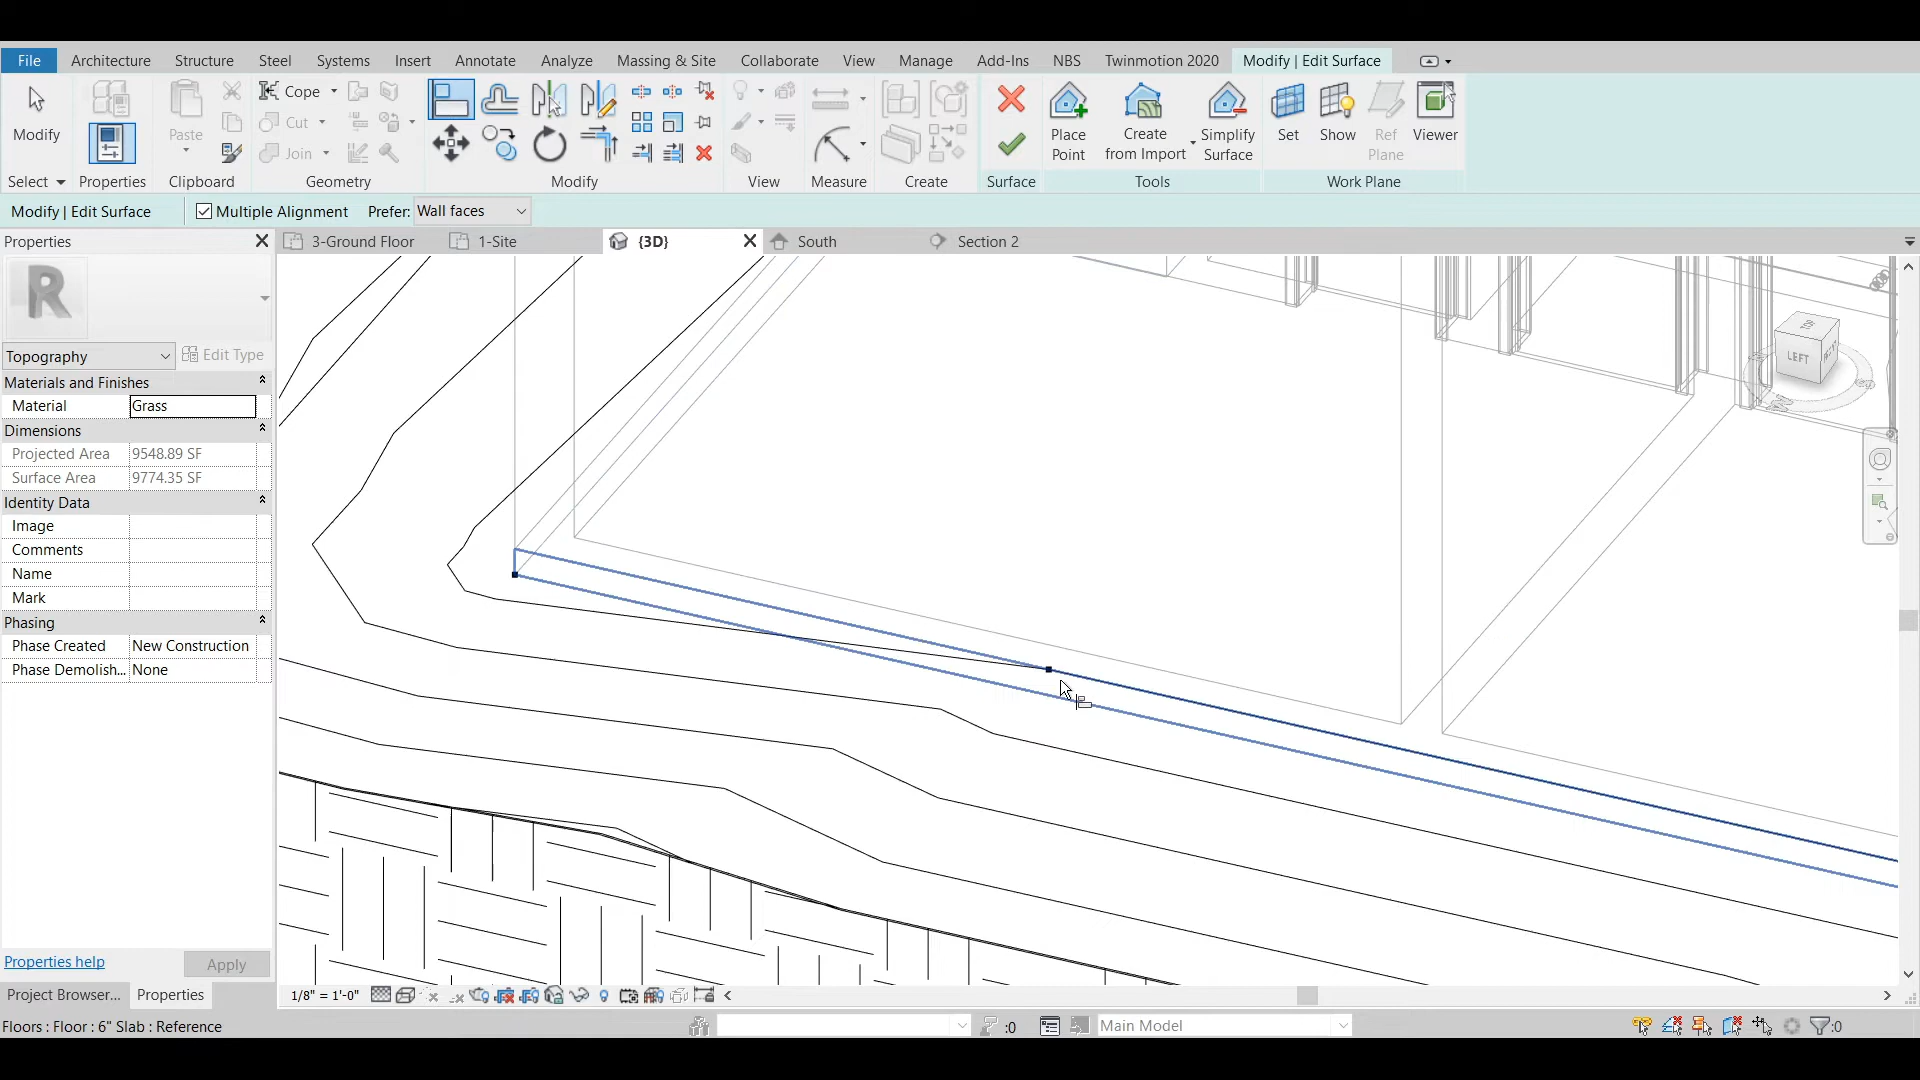 File Architecture Structure Steel Systems Insert Annotate Analyze Massing & Site Collaborate View Manage Add-Ins NBS Twinmotion 2020 Modify | Edit Surface
Modify Paste Cope Cut Join
Place Point Create from Import Simplify Surface Set Show Ref Plane Viewer
Select Properties Clipboard Geometry Modify View Measure Create Surface Tools Work Plane
Modify | Edit Surface Multiple Alignment Prefer: Wall faces
Properties 3-Ground Floor 1-Site {3D} South Section 2
R
Topography Edit Type
Materials and Finishes
Material Grass
Dimensions
Projected Area 9548.89 SF
Surface Area 9774.35 SF
Identity Data
Image
Comments
Name
Mark
Phasing
Phase Created New Construction
Phase Demolish... None
LEFT
Properties help Apply
Project Browser... Properties 1/8" = 1'-0"
Floors : Floor : 6" Slab : Reference :0 Main Model :0